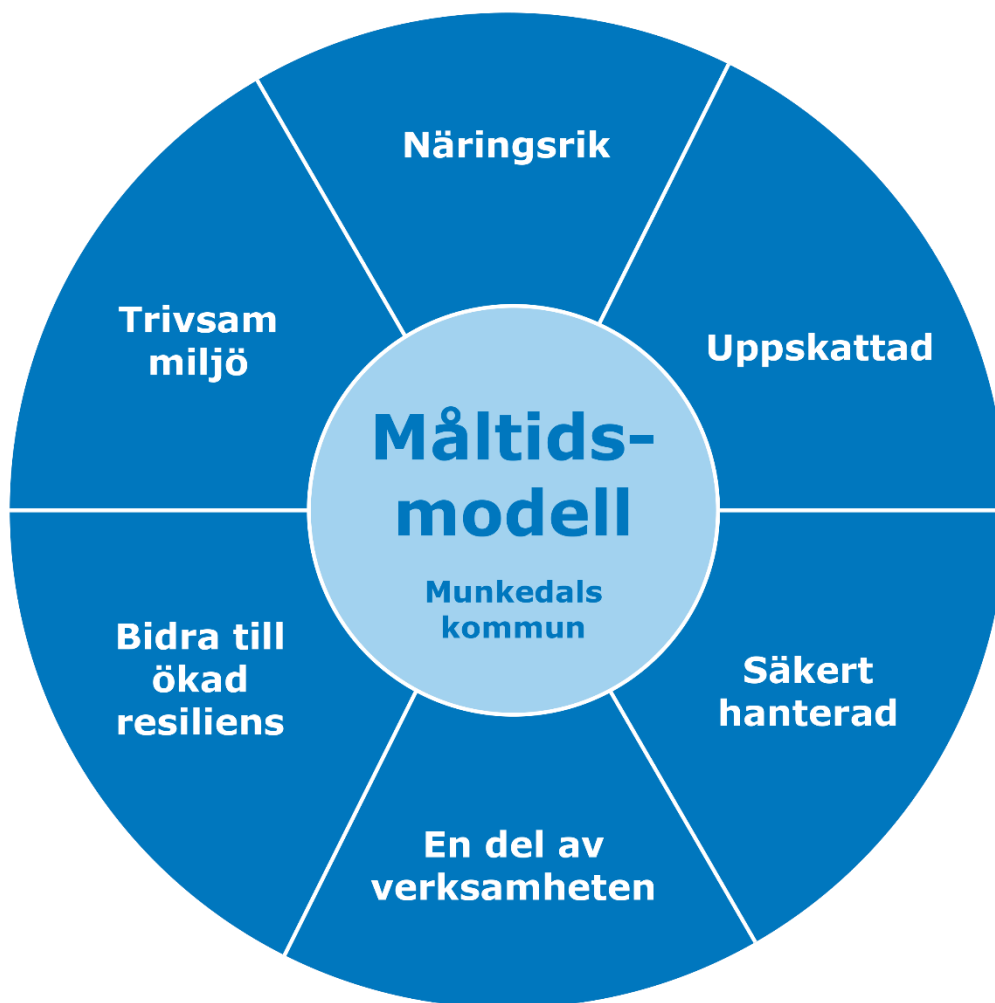 Näringsrik
Uppskattad
Säkert
hanterad
En del av
verksamheten
Bidra till
ökad
resiliens
Trivsam
miljö
Måltids-
modell
Munkedals
kommun